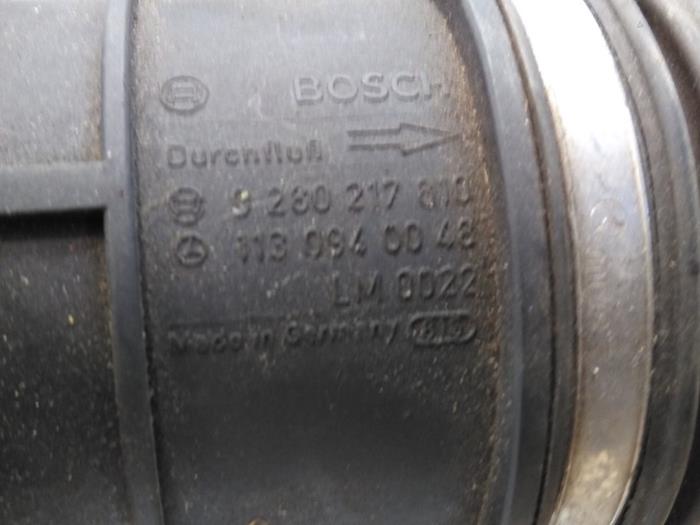 BOSCH
Durchfluß
0 280 217 810
113 094 00 48
LM 0022
Made in Germany